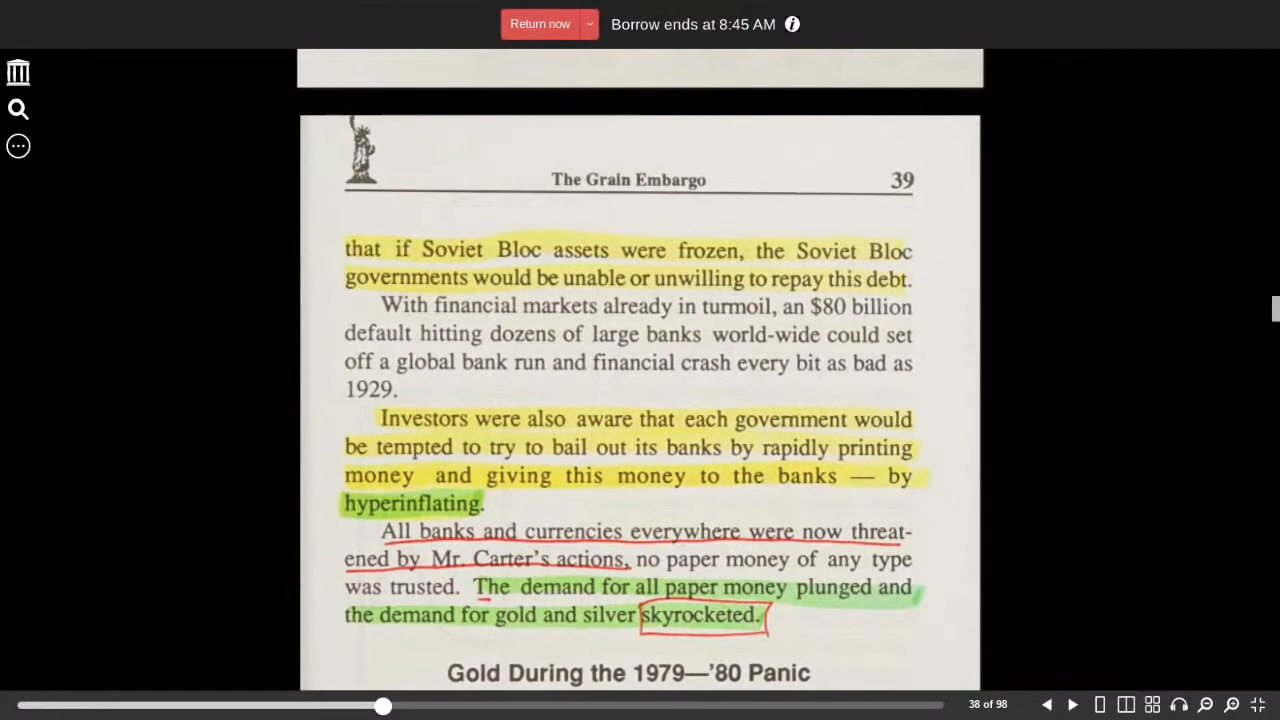 Return now
Borrow ends at 8:45 AM
The Grain Embargo 39
that if Soviet Bloc assets were frozen, the Soviet Bloc
governments would be unable or unwilling to repay this debt.
With financial markets already in turmoil, an $80 billion
default hitting dozens of large banks world-wide could set
off a global bank run and financial crash every bit as bad as
1929.
Investors were also aware that each government would
be tempted to try to bail out its banks by rapidly printing
money and giving this money to the banks — by
hyperinflating.
All banks and currencies everywhere were now threat-
ened by Mr. Carter's actions, no paper money of any type
was trusted. The demand for all paper money plunged and
the demand for gold and silver skyrocketed.
Gold During the 1979—'80 Panic
38 of 98